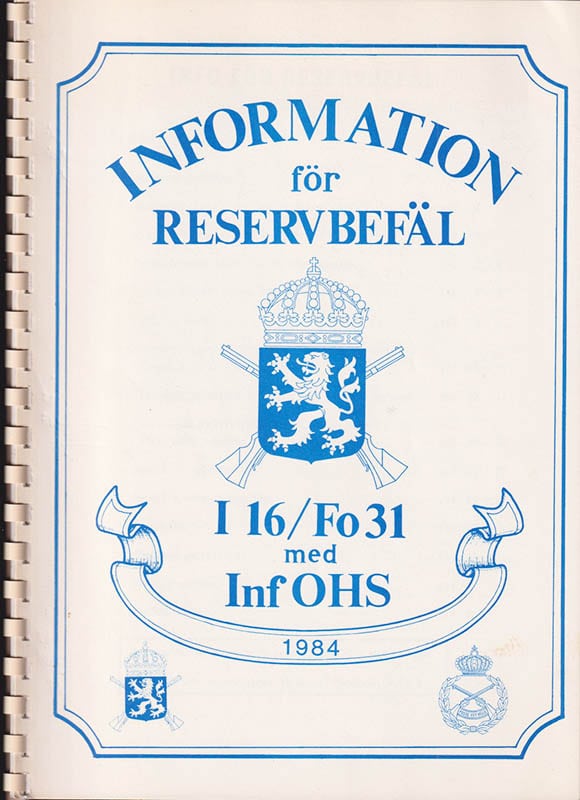 INFORMATION
för
RESERVBEFÄL
I 16/Fo 31
med
Inf OHS
1984